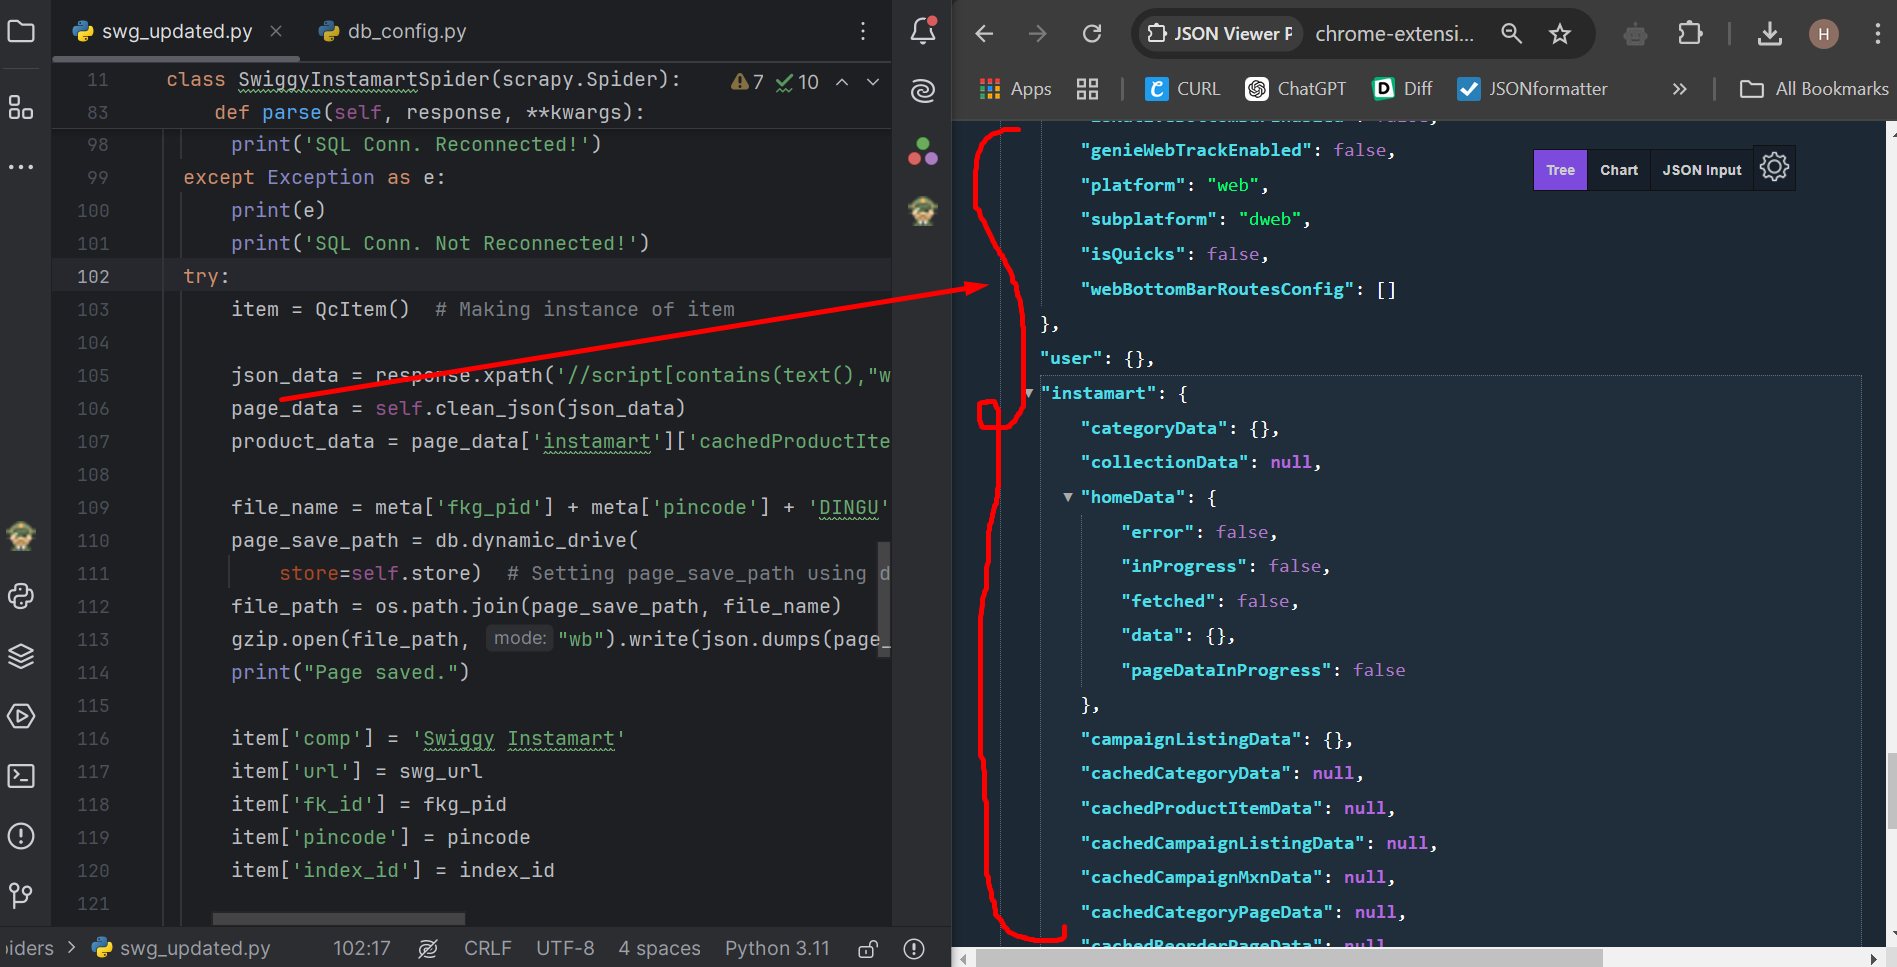 swg_updated.py
db_config.py
11 class SwiggyInstamartSpider(scrapy.Spider): 7 10
83 def parse(self, response, **kwargs):
98 print('SQL Conn. Reconnected!')
99 except Exception as e:
100 print(e)
101 print('SQL Conn. Not Reconnected!')
102 try:
103 item = QcItem() # Making instance of item
104
105 json_data = response.xpath('//script[contains(text(),"w
106 page_data = self.clean_json(json_data)
107 product_data = page_data['instamart']['cachedProductIte
108
109 file_name = meta['fkg_pid'] + meta['pincode'] + 'DINGU'
110 page_save_path = db.dynamic_drive(
111 store=self.store) # Setting page_save_path using d
112 file_path = os.path.join(page_save_path, file_name)
113 gzip.open(file_path, mode: "wb").write(json.dumps(page_
114 print("Page saved.")
115
116 item['comp'] = 'Swiggy Instamart'
117 item['url'] = swg_url
118 item['fk_id'] = fkg_pid
119 item['pincode'] = pincode
120 item['index_id'] = index_id
121
swg_updated.py 102:17 CRLF UTF-8 4 spaces Python 3.11
JSON Viewer P chrome-extensi... H
Apps CURL ChatGPT Diff JSONformatter » All Bookmarks
Tree Chart JSON Input
"genieWebTrackEnabled": false,
"platform": "web",
"subplatform": "dweb",
"isQuicks": false,
"webBottomBarRoutesConfig": []
},
"user": {},
"instamart": {
"categoryData": {},
"collectionData": null,
"homeData": {
"error": false,
"inProgress": false,
"fetched": false,
"data": {},
"pageDataInProgress": false
},
"campaignListingData": {},
"cachedCategoryData": null,
"cachedProductItemData": null,
"cachedCampaignListingData": null,
"cachedCampaignMxnData": null,
"cachedCategoryPageData": null,
"cachedReorderPageData": null